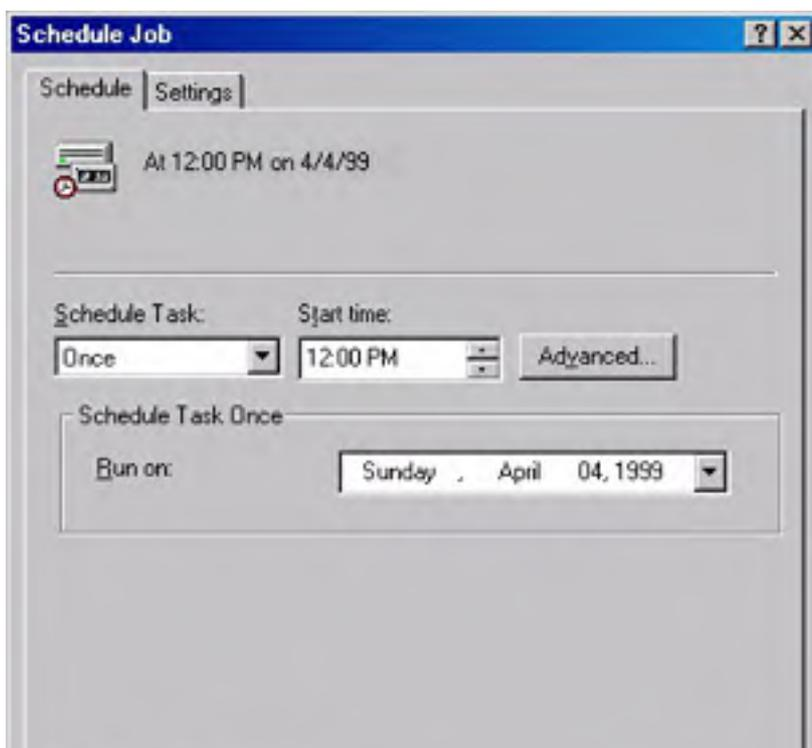 Schedule Job
Schedule Settings
At 12:00 PM on 4/4/99
Schedule Task: Start time:
Once 12:00 PM Advanced...
Schedule Task Once
Run on: Sunday , April 04, 1999